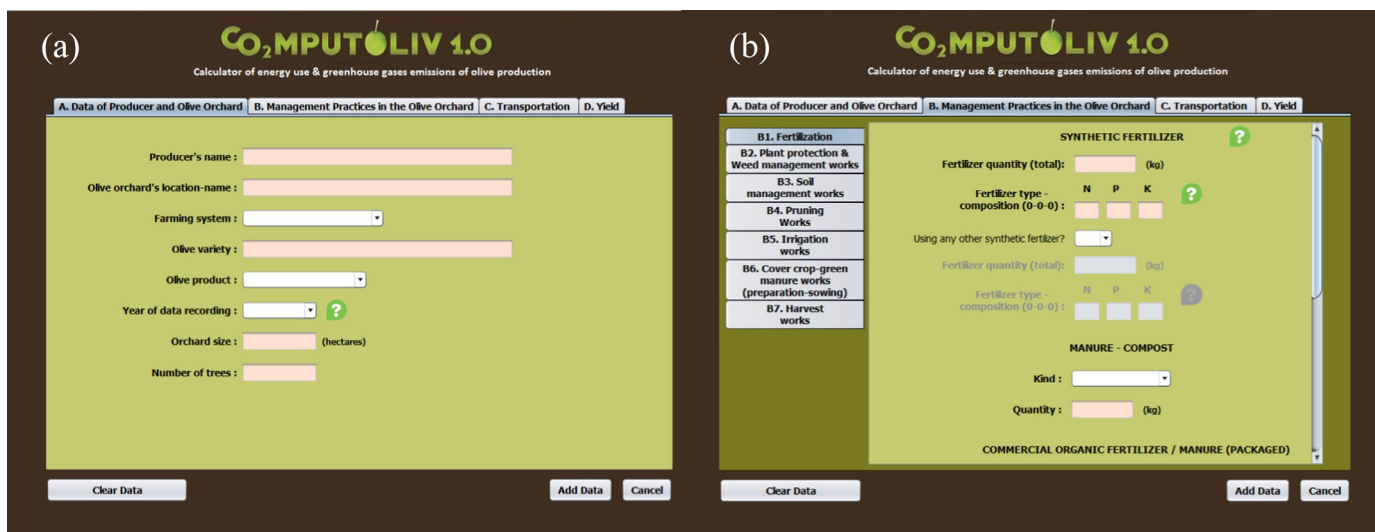 (a)
CO₂MPUTOLIV 1.0
Calculator of energy use & greenhouse gases emissions of olive production
A. Data of Producer and Olive Orchard B. Management Practices in the Olive Orchard C. Transportation D. Yield
Producer's name :
Olive orchard's location-name :
Farming system :
Olive variety :
Olive product :
Year of data recording : ?
Orchard size : (hectares)
Number of trees :
Clear Data Add Data Cancel
(b)
CO₂MPUTOLIV 1.0
Calculator of energy use & greenhouse gases emissions of olive production
A. Data of Producer and Olive Orchard B. Management Practices in the Olive Orchard C. Transportation D. Yield
B1. Fertilization
B2. Plant protection &
Weed management works
B3. Soil
management works
B4. Pruning
Works
B5. Irrigation
works
B6. Cover crop-green
manure works
(preparation-sowing)
B7. Harvest
works
SYNTHETIC FERTILIZER ?
Fertilizer quantity (total): (kg)
N P K
Fertilizer type -
composition (0-0-0) : ?
Using any other synthetic fertilizer?
Fertilizer quantity (total): (kg)
N P K
Fertilizer type -
composition (0-0-0) : ?
MANURE - COMPOST
Kind :
Quantity : (kg)
COMMERCIAL ORGANIC FERTILIZER / MANURE (PACKAGED)
Clear Data Add Data Cancel